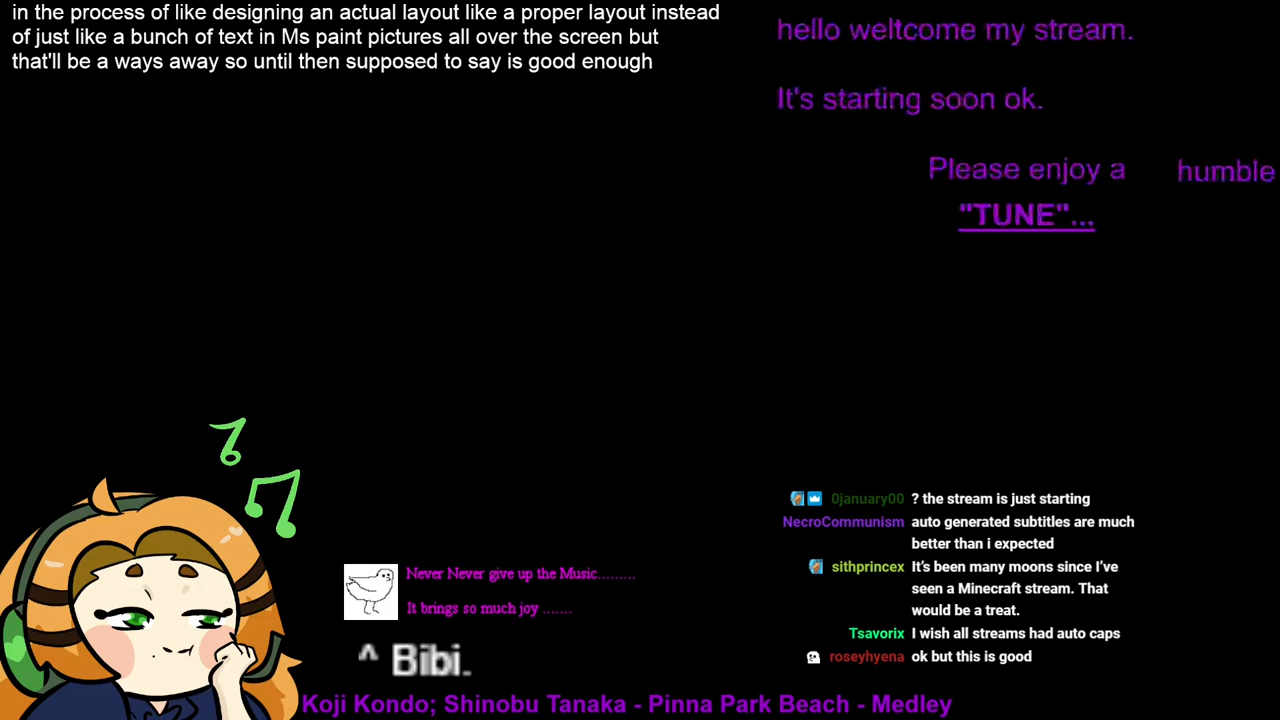 in the process of like designing an actual layout like a proper layout instead
of just like a bunch of text in Ms paint pictures all over the screen but
that'll be a ways away so until then supposed to say is good enough
hello weltcome my stream.
It's starting soon ok.
Please enjoy a humble
"TUNE"...
0january00 ? the stream is just starting
NecroCommunism auto generated subtitles are much
better than i expected
sithprincex It's been many moons since I've
seen a Minecraft stream. That
would be a treat.
Tsavorix I wish all streams had auto caps
roseyhyena ok but this is good
Never Never give up the Music.........
It brings so much joy .......
^ Bibi.
Koji Kondo; Shinobu Tanaka - Pinna Park Beach - Medley